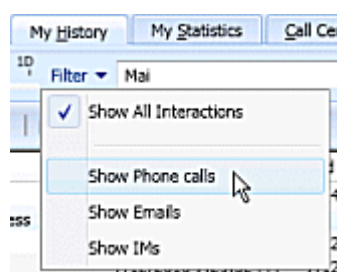 My History My Statistics Call Ce
1D
Filter Mai
Show All Interactions
Show Phone calls
Show Emails
ess
Show IMs